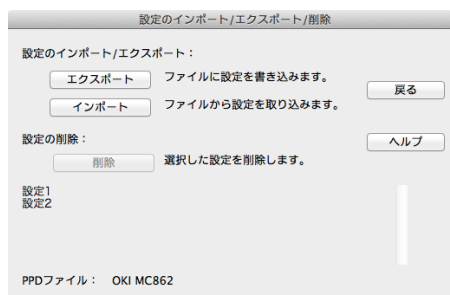 設定のインポート/エクスポート/削除
設定のインポート/エクスポート：
エクスポート ファイルに設定を書き込みます。
戻る
インポート ファイルから設定を取り込みます。
設定の削除：
ヘルプ
削除 選択した設定を削除します。
設定1
設定2
PPDファイル： OKI MC862